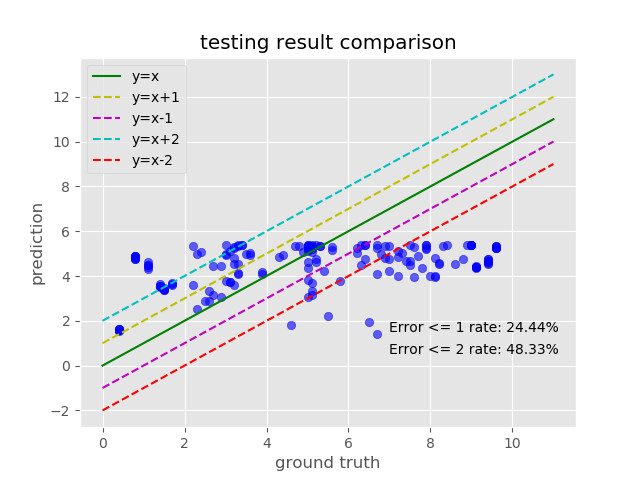 testing result comparison
y=x
y=x+1
y=x-1
y=x+2
y=x-2
12
10
8
6
4
2
0
−2
prediction
Error <= 1 rate: 24.44%
Error <= 2 rate: 48.33%
0 2 4 6 8 10
ground truth